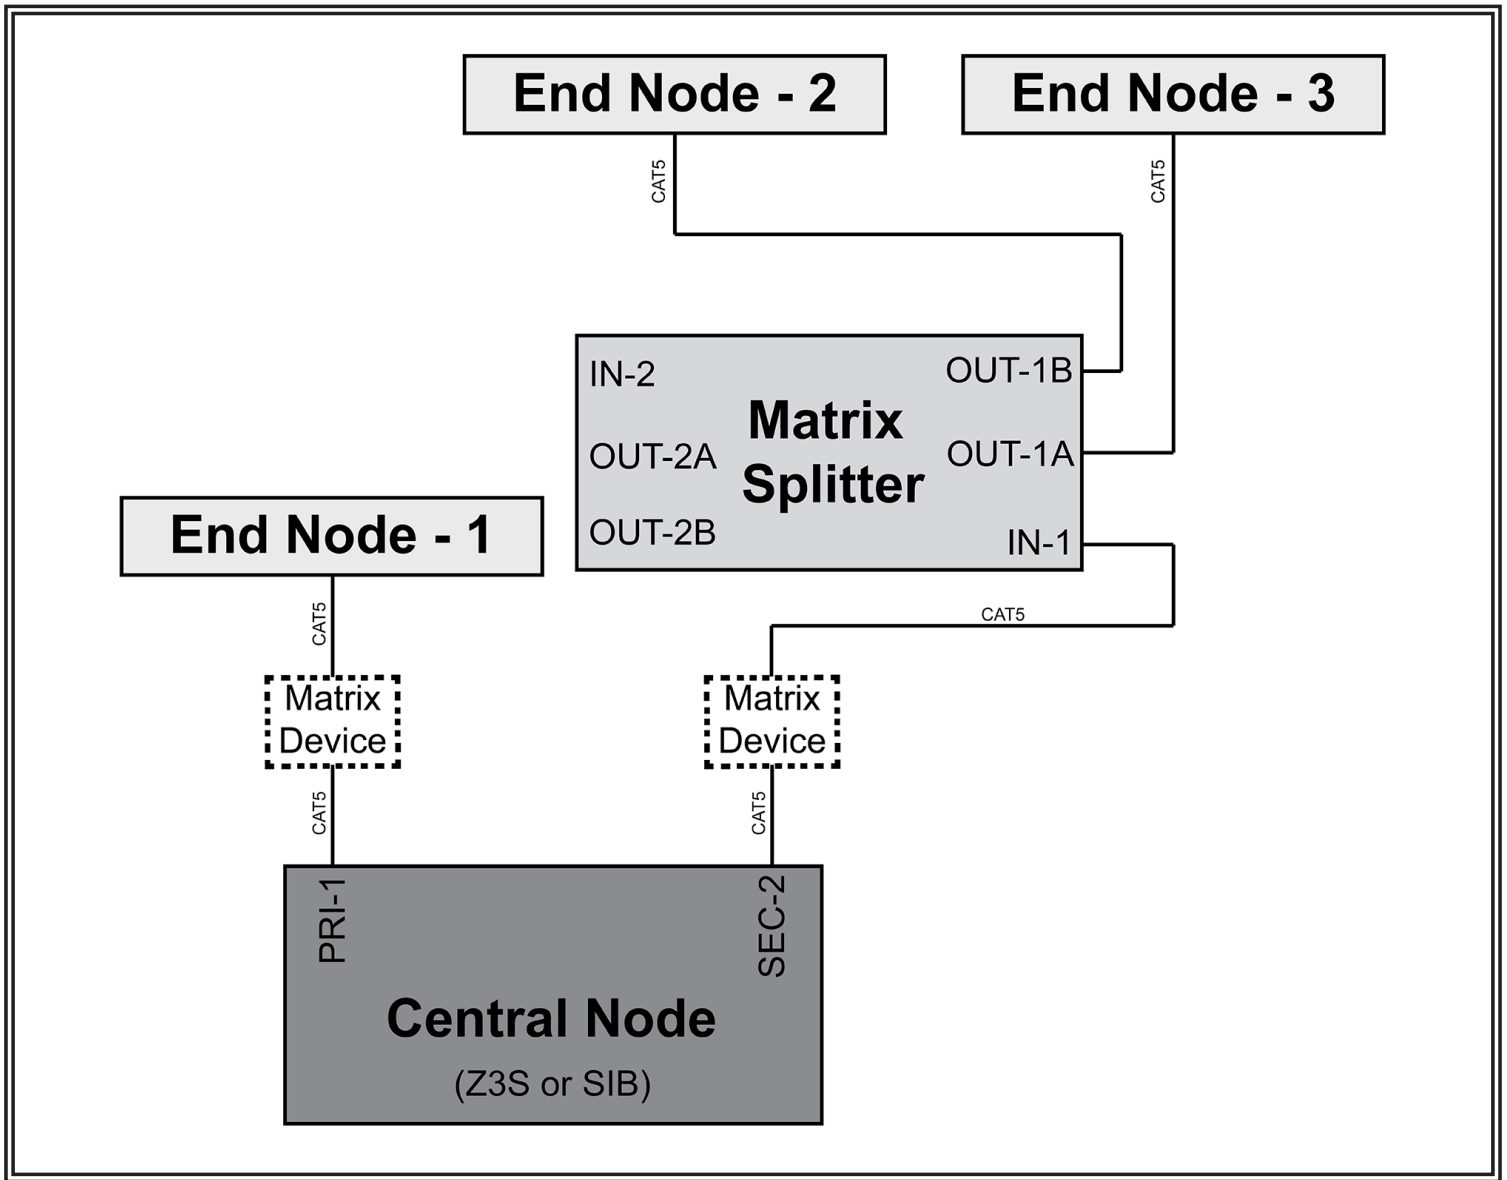 End Node - 2
End Node - 3
CAT5
CAT5
IN-2
OUT-1B
Matrix
Splitter
OUT-2A
OUT-1A
OUT-2B
IN-1
End Node - 1
CAT5
CAT5
Matrix
Device
Matrix
Device
CAT5
CAT5
PRI-1
SEC-2
Central Node
(Z3S or SIB)